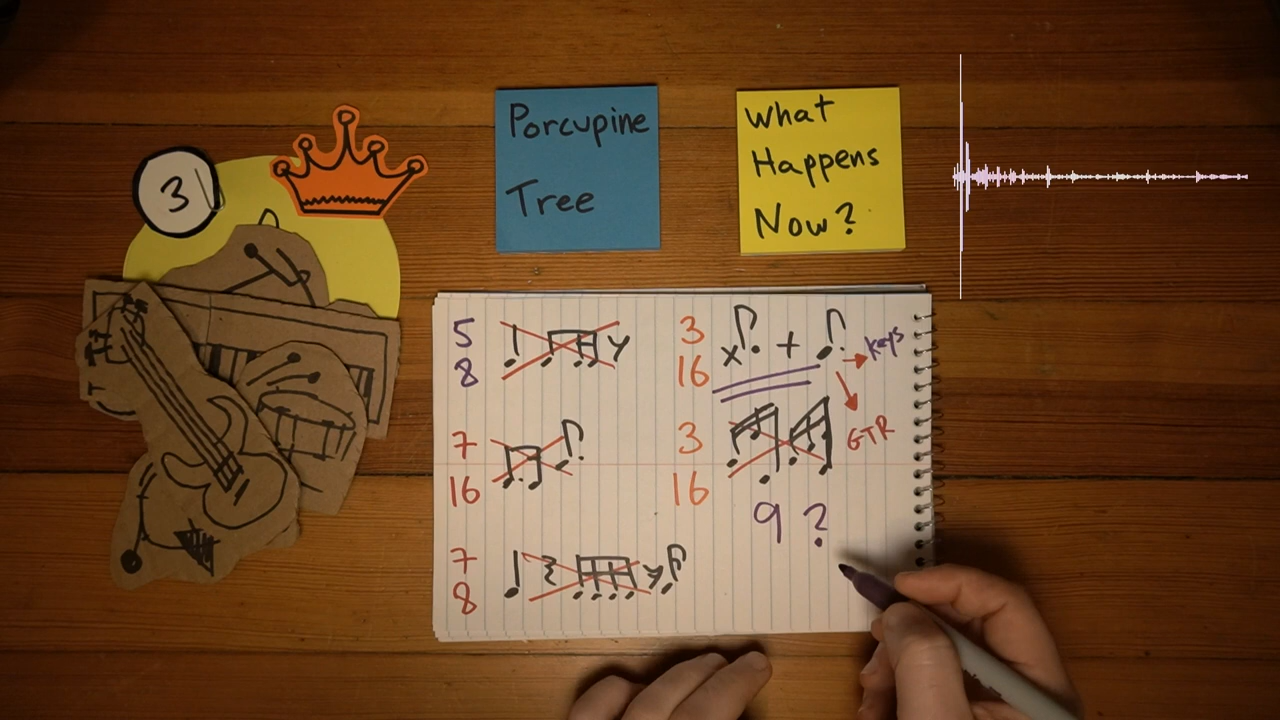 3
Porcupine
Tree
What
Happens
Now?
5
8
7
16
7
8
3
16
x
+
keys
GTR
3
16
9 ?